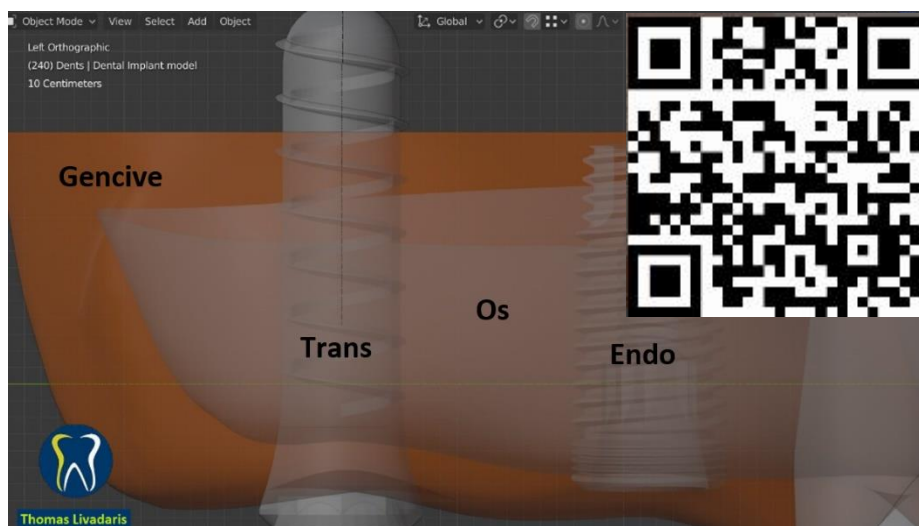 Object Mode View Select Add Object Global
Left Orthographic
(240) Dents | Dental Implant model
10 Centimeters
Gencive
Os
Trans
Endo
Thomas Livadaris